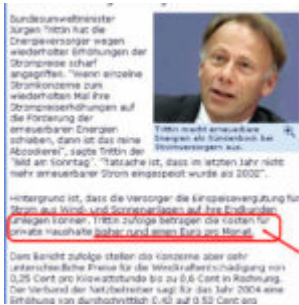 Bundesumweltminister
Jürgen Trittin hat die
Energieversorger wegen
wiederholter Erhöhungen der
Strompreise scharf
angegriffen. "Wenn einzelne
Stromkonzerne zum
wiederholten Mal ihre
Strompreiserhöhungen auf
die Förderung der
erneuerbaren Energien
schieben, dann ist das mine
Abzockerei", sagte Trittin der
"Bild am Sonntag". "Tatsache ist, dass im letzten Jahr nicht
mehr erneuerbarer Strom eingespeist wurde als 2002".
Trittin macht erneuerbare
Energien als Sündenbock bei
Stromversorgern aus.
Hintergrund ist, dass die Versorger die Einspeisevergütung für
Strom aus Wind- und Sonnenanlagen auf ihre Endkunden
umlegen können. Trittin zufolge betragen die Kosten für
private Haushalte bisher rund einen Euro pro Monat.
Dem Bericht zufolge stellen die Konzerne aber sehr
unterschiedliche Preise für die Windkraftentschädigung von
0,25 Cent pro Kilowattstunde bis zu 0,6 Cent in Rechnung.
Der Verband der Netzbetreiber sagt für das Jahr 2004 eine
Erhöhung von durchschnittlich 0,42 auf 0,52 Cent pro